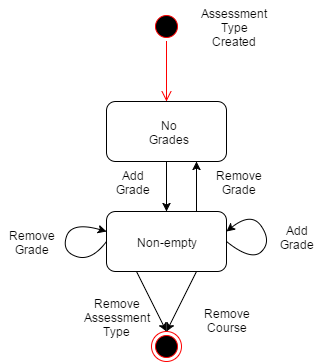 Assessment
Type
Created
No
Grades
Add
Grade
Remove
Grade
Remove
Grade
Non-empty
Add
Grade
Remove
Assessment
Type
Remove
Course